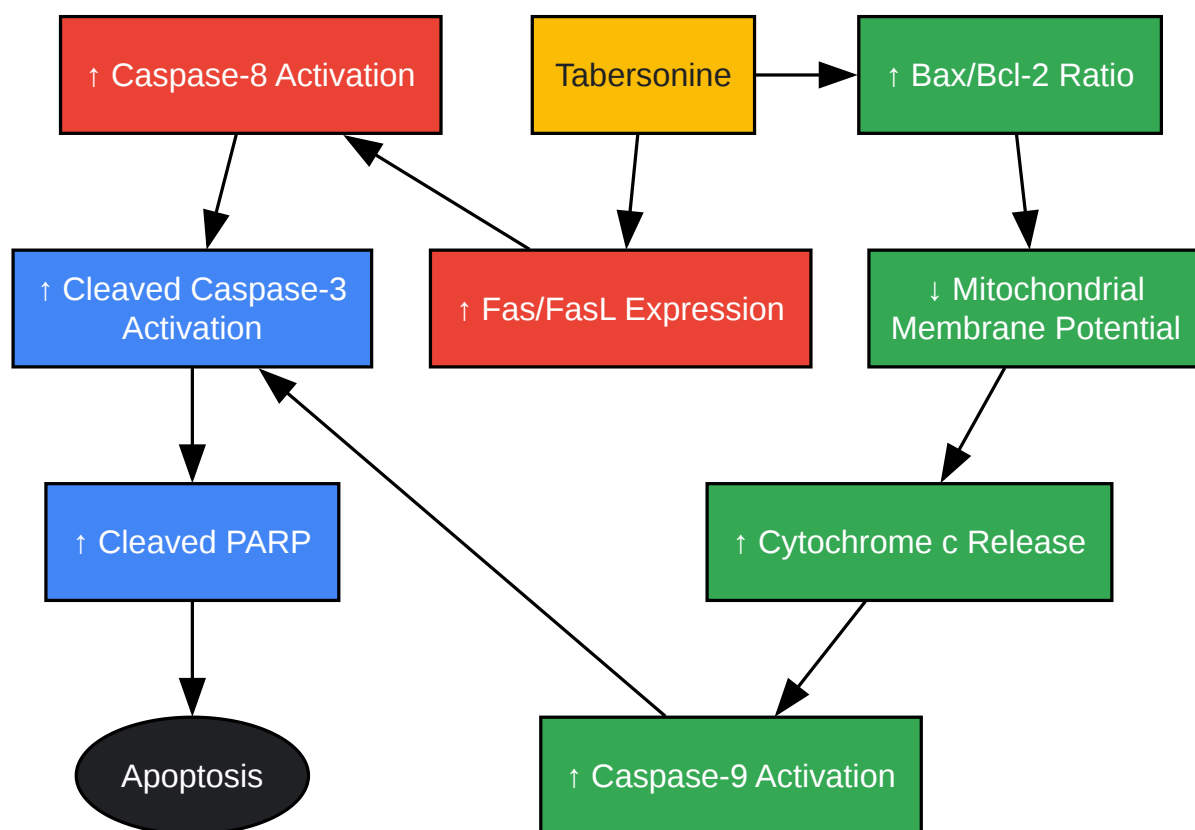 ↑ Caspase-8 Activation
Tabersonine
↑ Bax/Bcl-2 Ratio
↑ Cleaved Caspase-3
Activation
↑ Fas/FasL Expression
↓ Mitochondrial
Membrane Potential
↑ Cleaved PARP
↑ Cytochrome c Release
Apoptosis
↑ Caspase-9 Activation